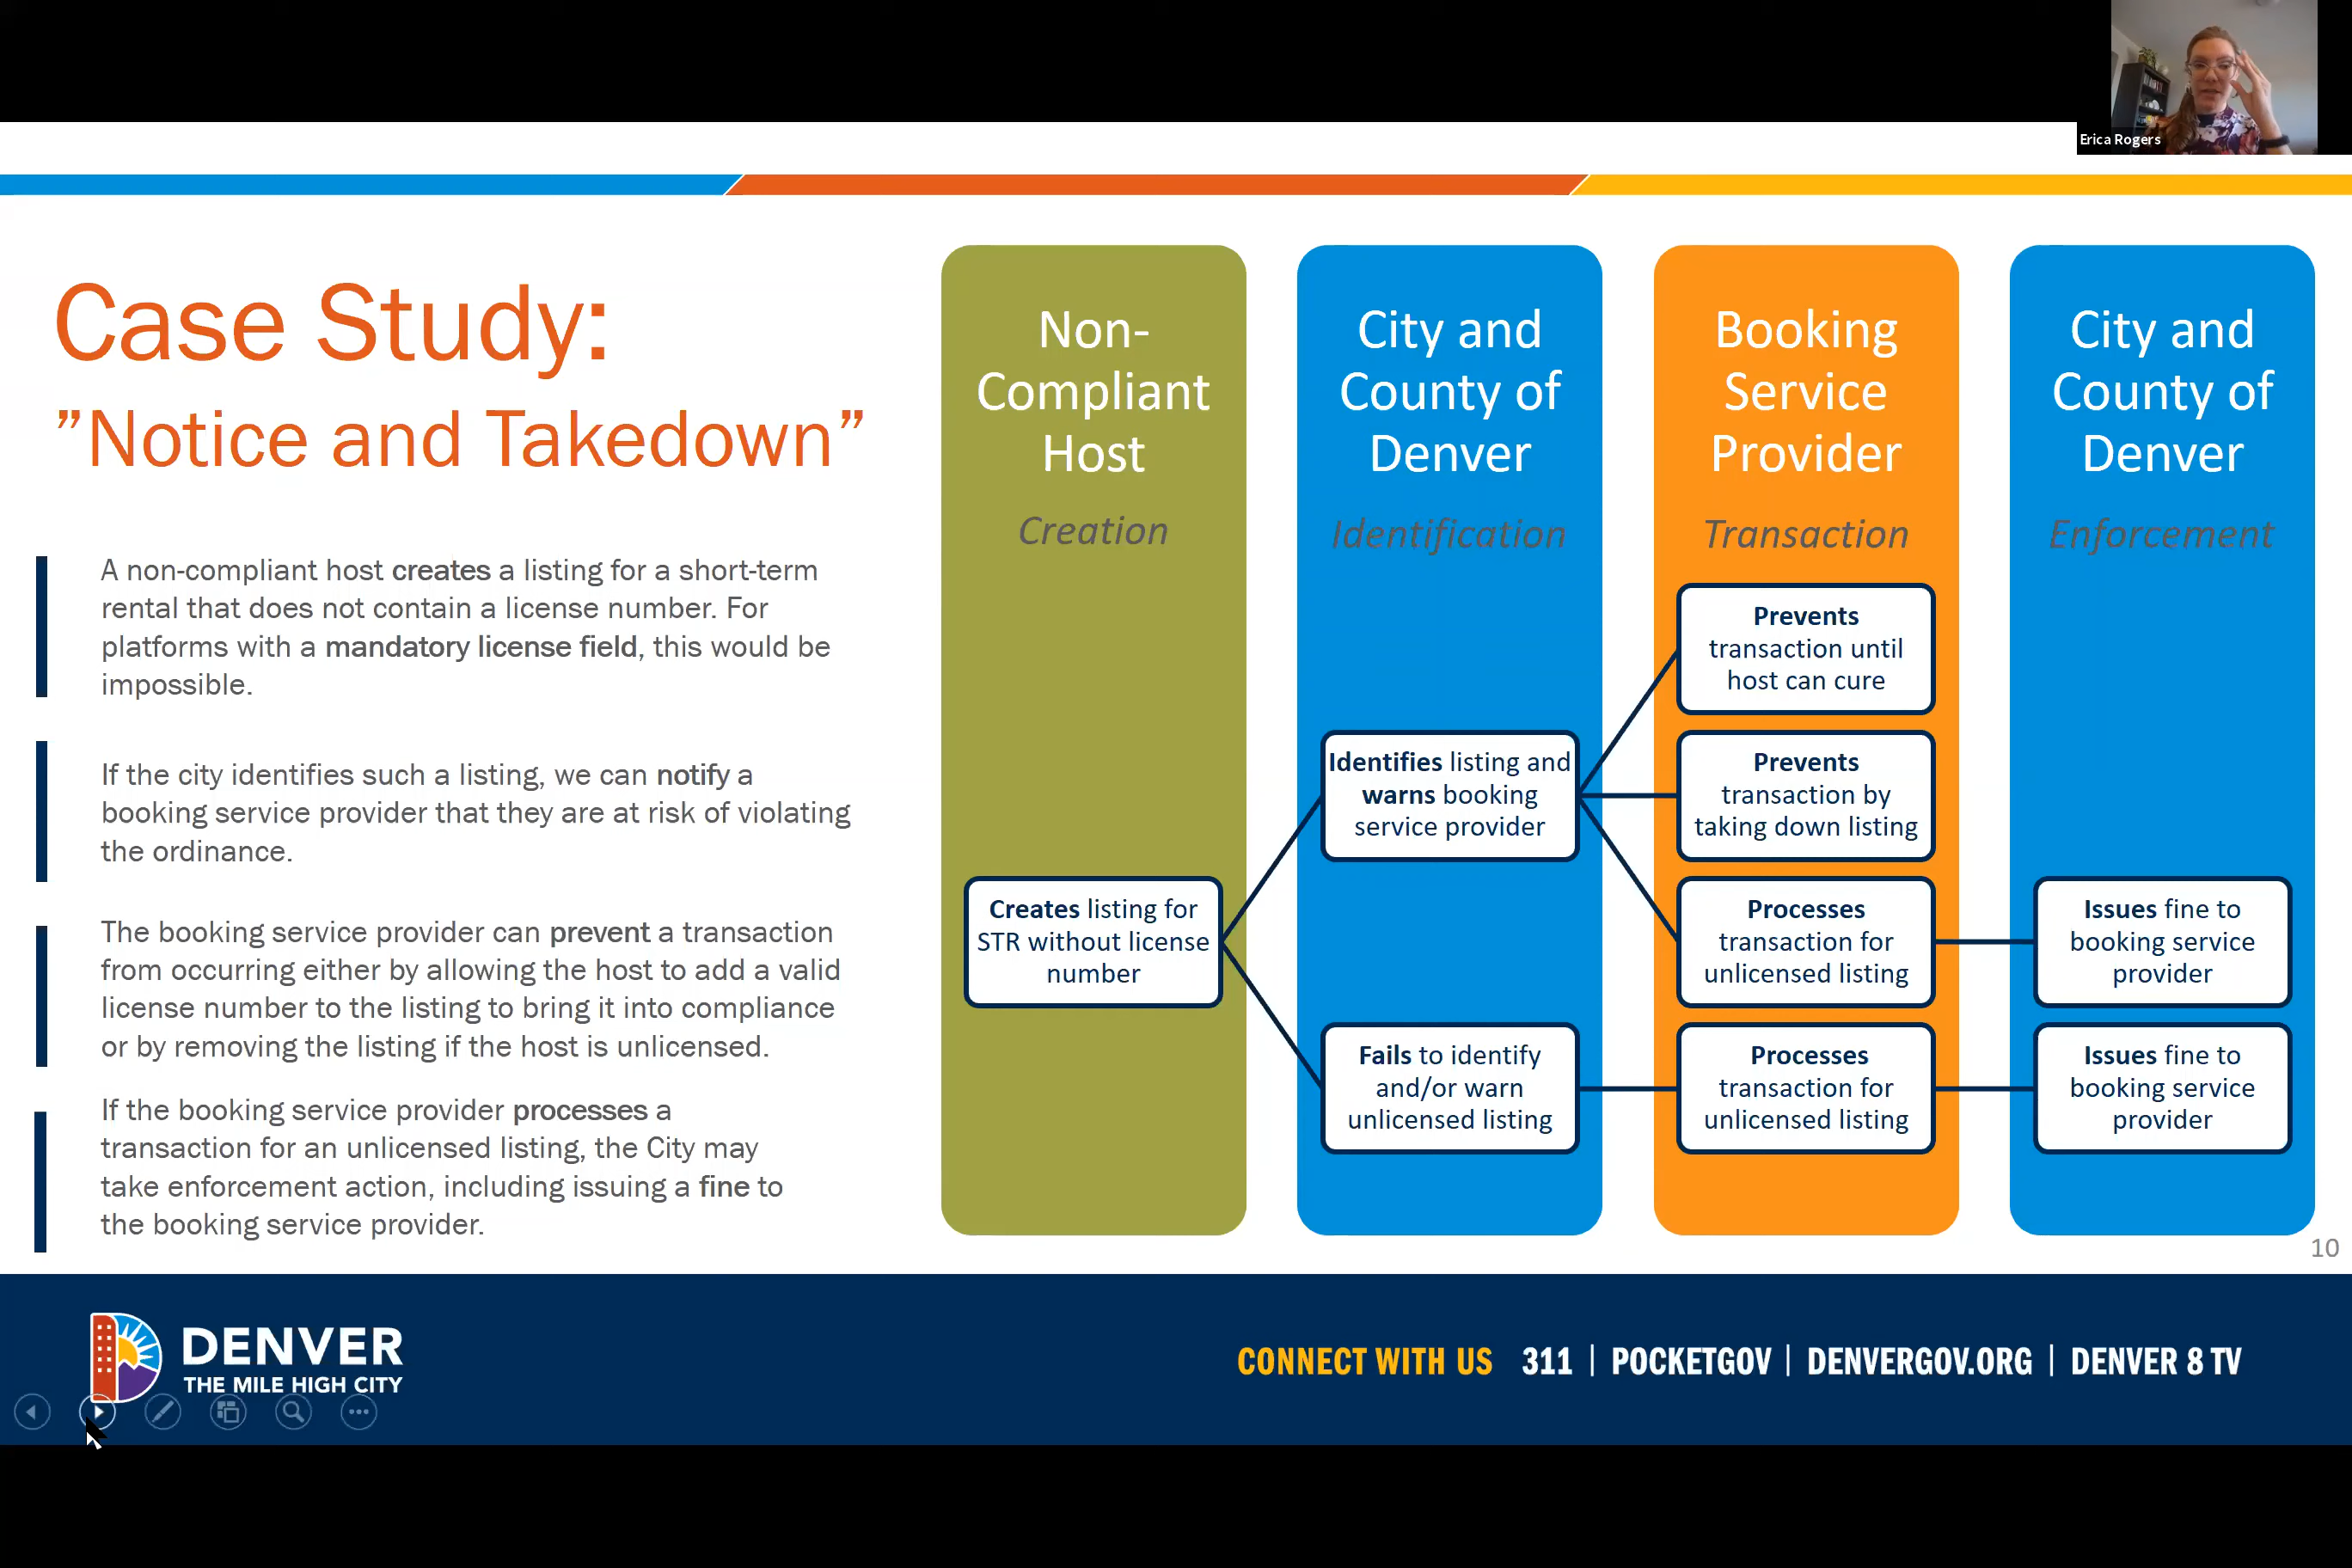 Erica Rogers
Case Study:
”Notice and Takedown”
A non-compliant host creates a listing for a short-term
rental that does not contain a license number. For
platforms with a mandatory license field, this would be
impossible.
If the city identifies such a listing, we can notify a
booking service provider that they are at risk of violating
the ordinance.
The booking service provider can prevent a transaction
from occurring either by allowing the host to add a valid
license number to the listing to bring it into compliance
or by removing the listing if the host is unlicensed.
If the booking service provider processes a
transaction for an unlicensed listing, the City may
take enforcement action, including issuing a fine to
the booking service provider.
Non-
Compliant
Host
Creation
Creates listing for
STR without license
number
City and
County of
Denver
Identification
Identifies listing and
warns booking
service provider
Fails to identify
and/or warn
unlicensed listing
Booking
Service
Provider
Transaction
Prevents
transaction until
host can cure
Prevents
transaction by
taking down listing
Processes
transaction for
unlicensed listing
Processes
transaction for
unlicensed listing
City and
County of
Denver
Enforcement
Issues fine to
booking service
provider
Issues fine to
booking service
provider
10
DENVER
THE MILE HIGH CITY
CONNECT WITH US 311 | POCKETGOV | DENVERGOV.ORG | DENVER 8 TV